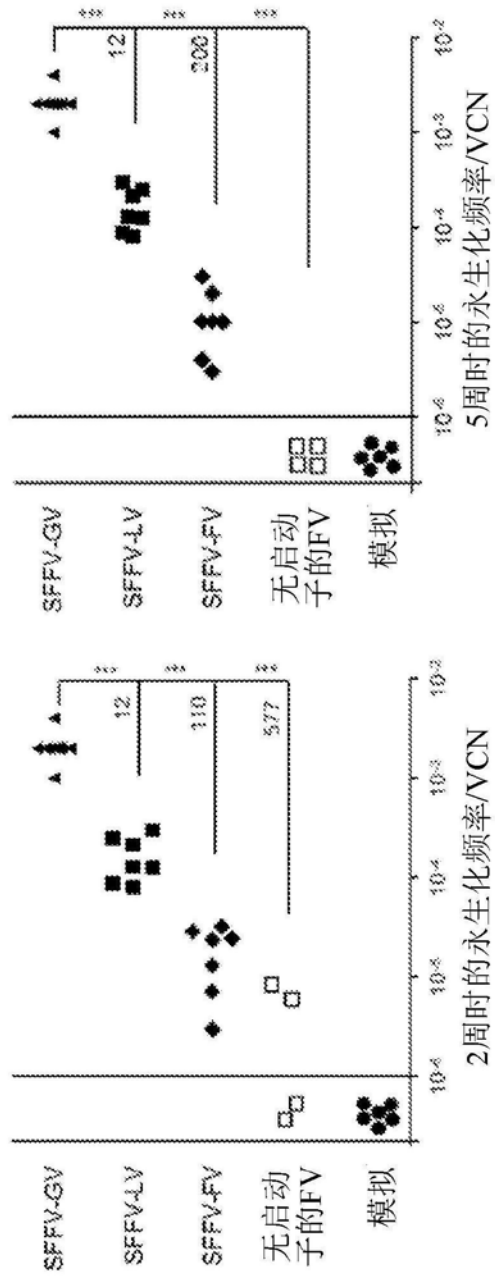 SFFV-GV
SFFV-LV
SFFV-FV
无启动
子的FV
模拟
12
110
577
10-6
10-5
10-4
10-3
10-2
2周时的永生化频率/VCN
SFFV-GV
SFFV-LV
SFFV-FV
无启动
子的FV
模拟
12
200
10-6
10-5
10-4
10-3
10-2
5周时的永生化频率/VCN